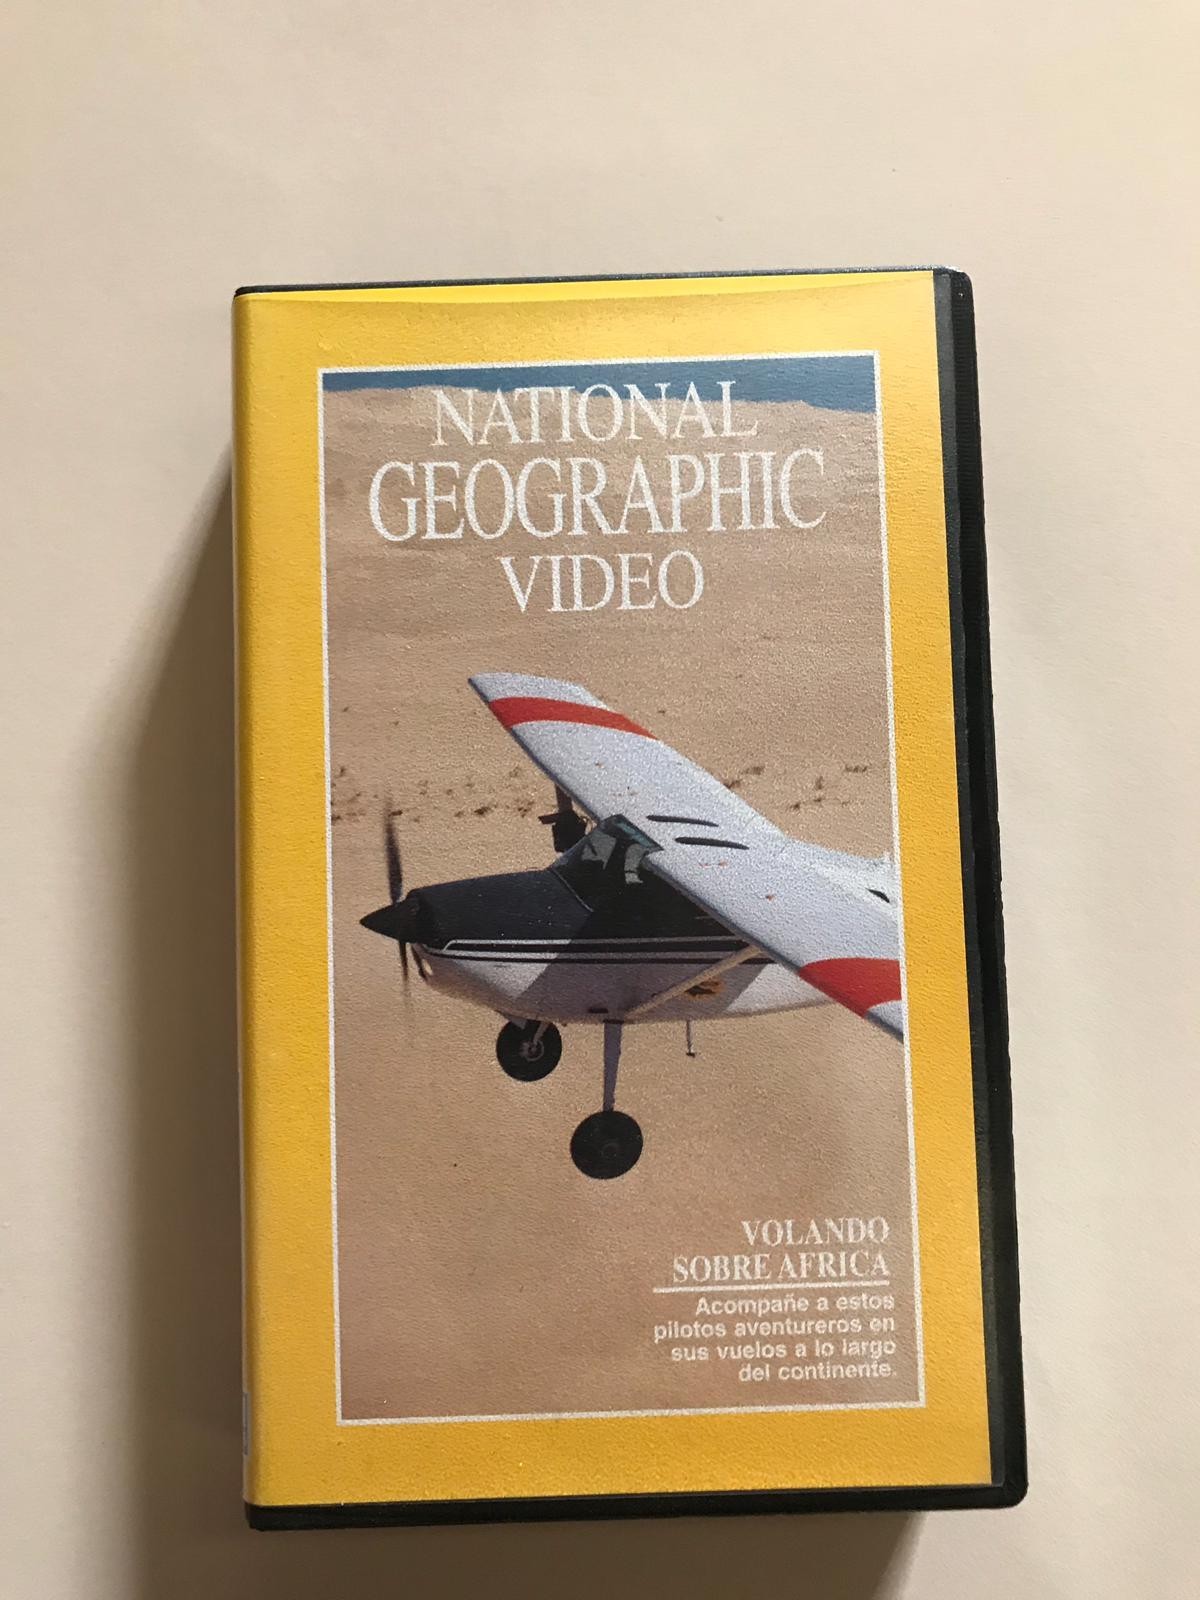 NATIONAL
GEOGRAPHIC
VIDEO
VOLANDO
SOBRE AFRICA
Acompañe a estos
pilotos aventureros en
sus vuelos a lo largo
del continente.